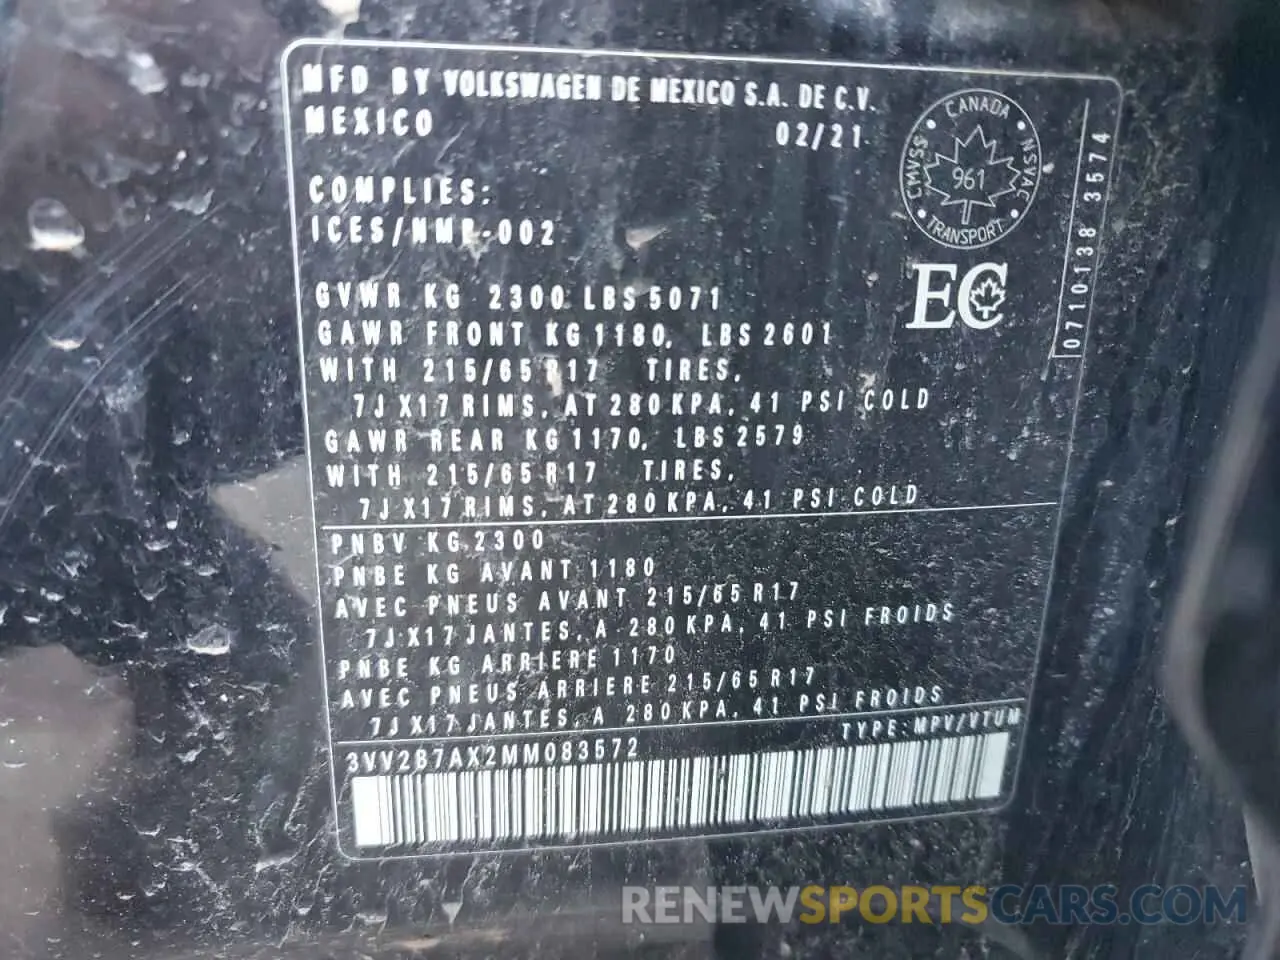 MFD BY VOLKSWAGEN DE MEXICO S.A. DE C.V.
MEXICO 02/21
COMPLIES:
ICES/NMB-002
GVWR KG 2300 LBS 5071
GAWR FRONT KG 1180, LBS 2601
WITH 215/65 R17 TIRES,
7J X17 RIMS, AT 280 KPA, 41 PSI COLD
GAWR REAR KG 1170, LBS 2579
WITH 215/65 R17 TIRES,
7J X17 RIMS, AT 280 KPA, 41 PSI COLD
PNBV KG 2300
PNBE KG AVANT 1180
AVEC PNEUS AVANT 215/65 R17
7J X17 JANTES, A 280 KPA, 41 PSI FROIDS
PNBE KG ARRIERE 1170
AVEC PNEUS ARRIERE 215/65 R17
7J X17 JANTES, A 280 KPA, 41 PSI FROIDS
TYPE: MPV/VTUM
3VV2B7AX2MM083572
CANADA
CMVSS
NSVAC
961
TRANSPORT
EC
0710138 3574
RENEWSPORTSCARS.COM